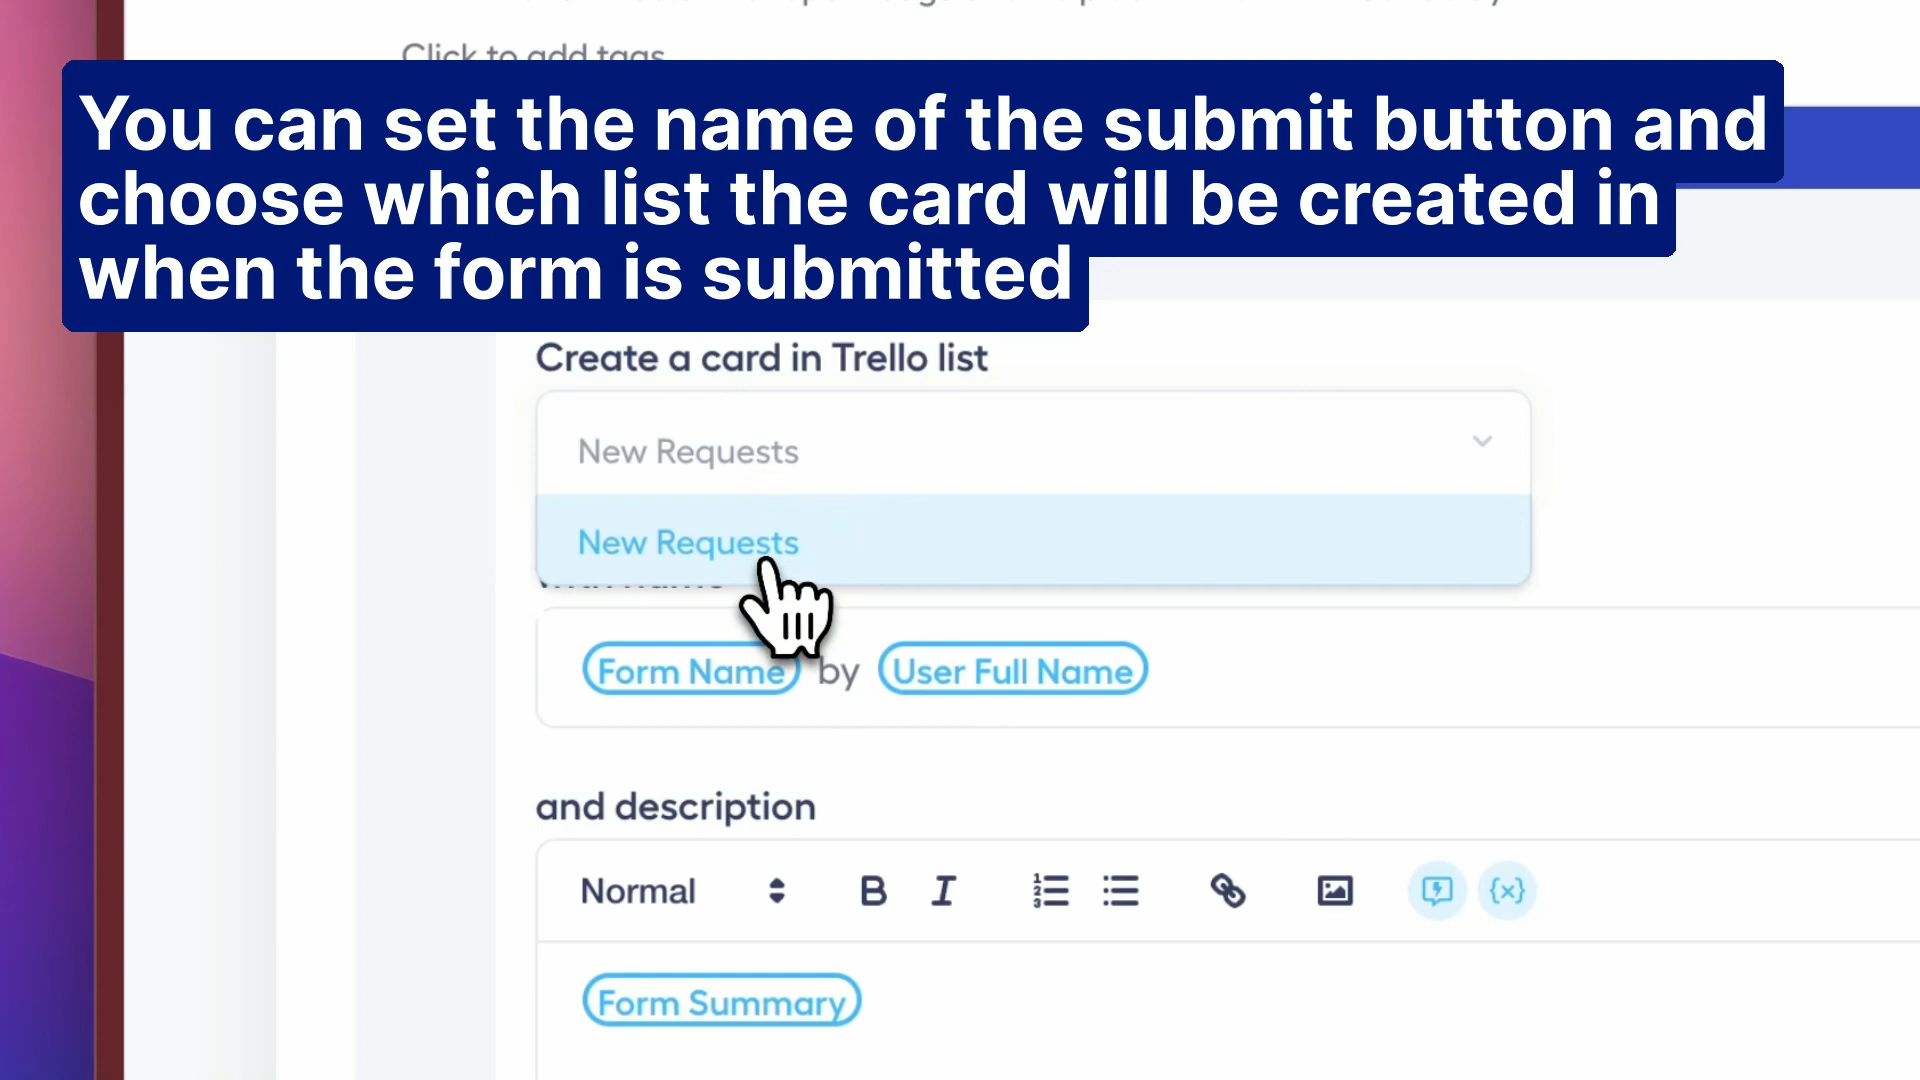 Click to add tags
You can set the name of the submit button and
choose which list the card will be created in
when the form is submitted
Create a card in Trello list
New Requests
New Requests
Form Name by User Full Name
and description
Normal
Form Summary